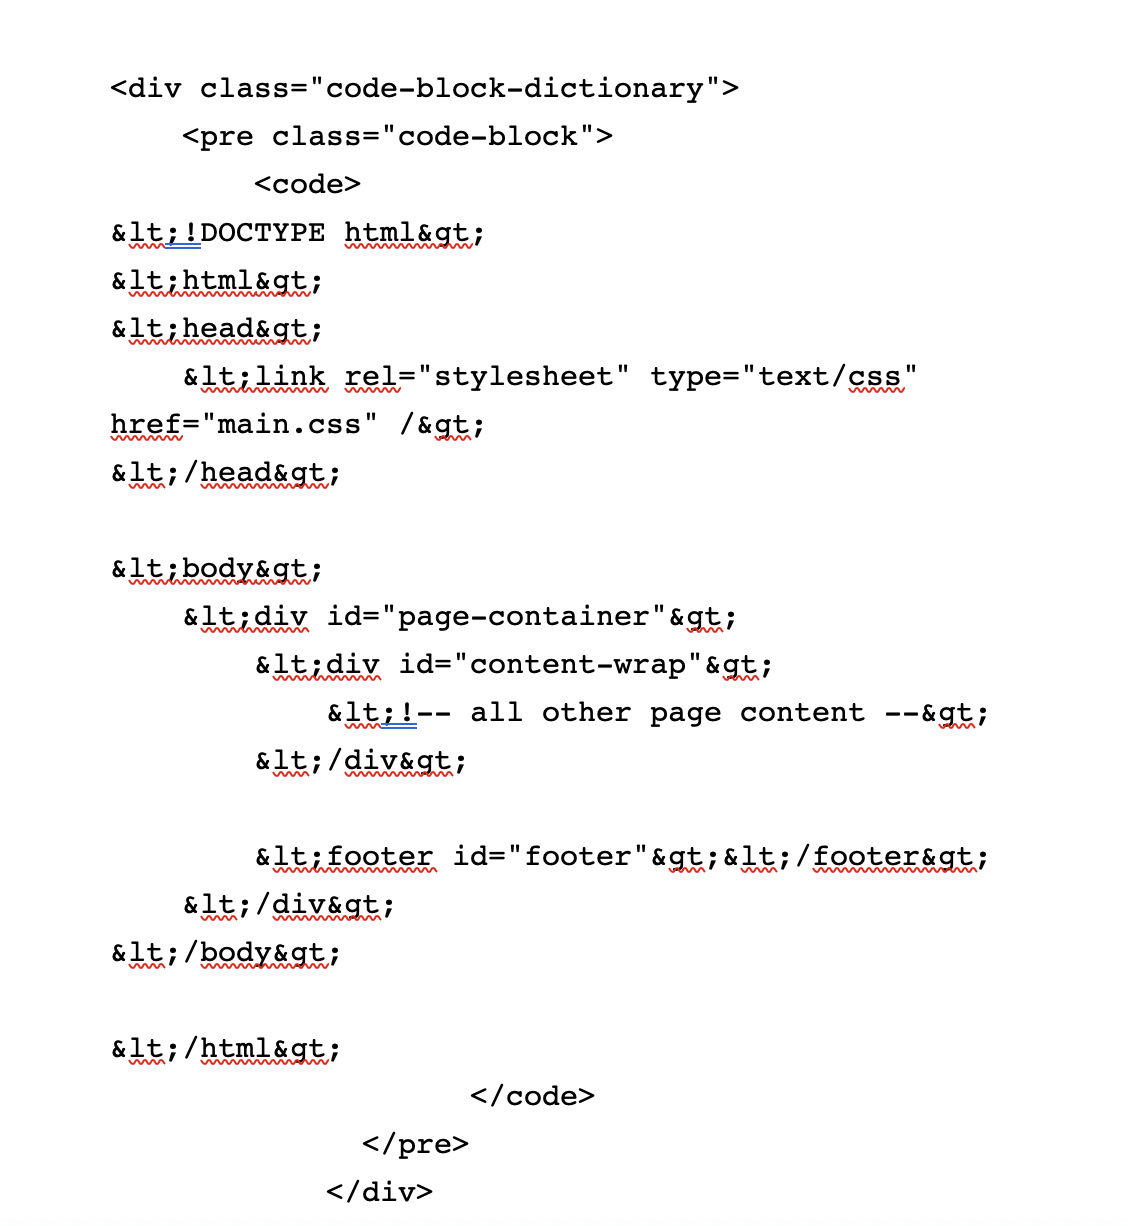 <div class="code-block-dictionary">
<pre class="code-block">
<code>
&lt;!DOCTYPE html&gt;
&lt;html&gt;
&lt;head&gt;
&lt;link rel="stylesheet" type="text/css"
href="main.css" /&gt;
&lt;/head&gt;
&lt;body&gt;
&lt;div id="page-container"&gt;
&lt;div id="content-wrap"&gt;
&lt;!-- all other page content --&gt;
&lt;/div&gt;
&lt;footer id="footer"&gt;&lt;/footer&gt;
&lt;/div&gt;
&lt;/body&gt;
&lt;/html&gt;
</code>
</pre>
</div>